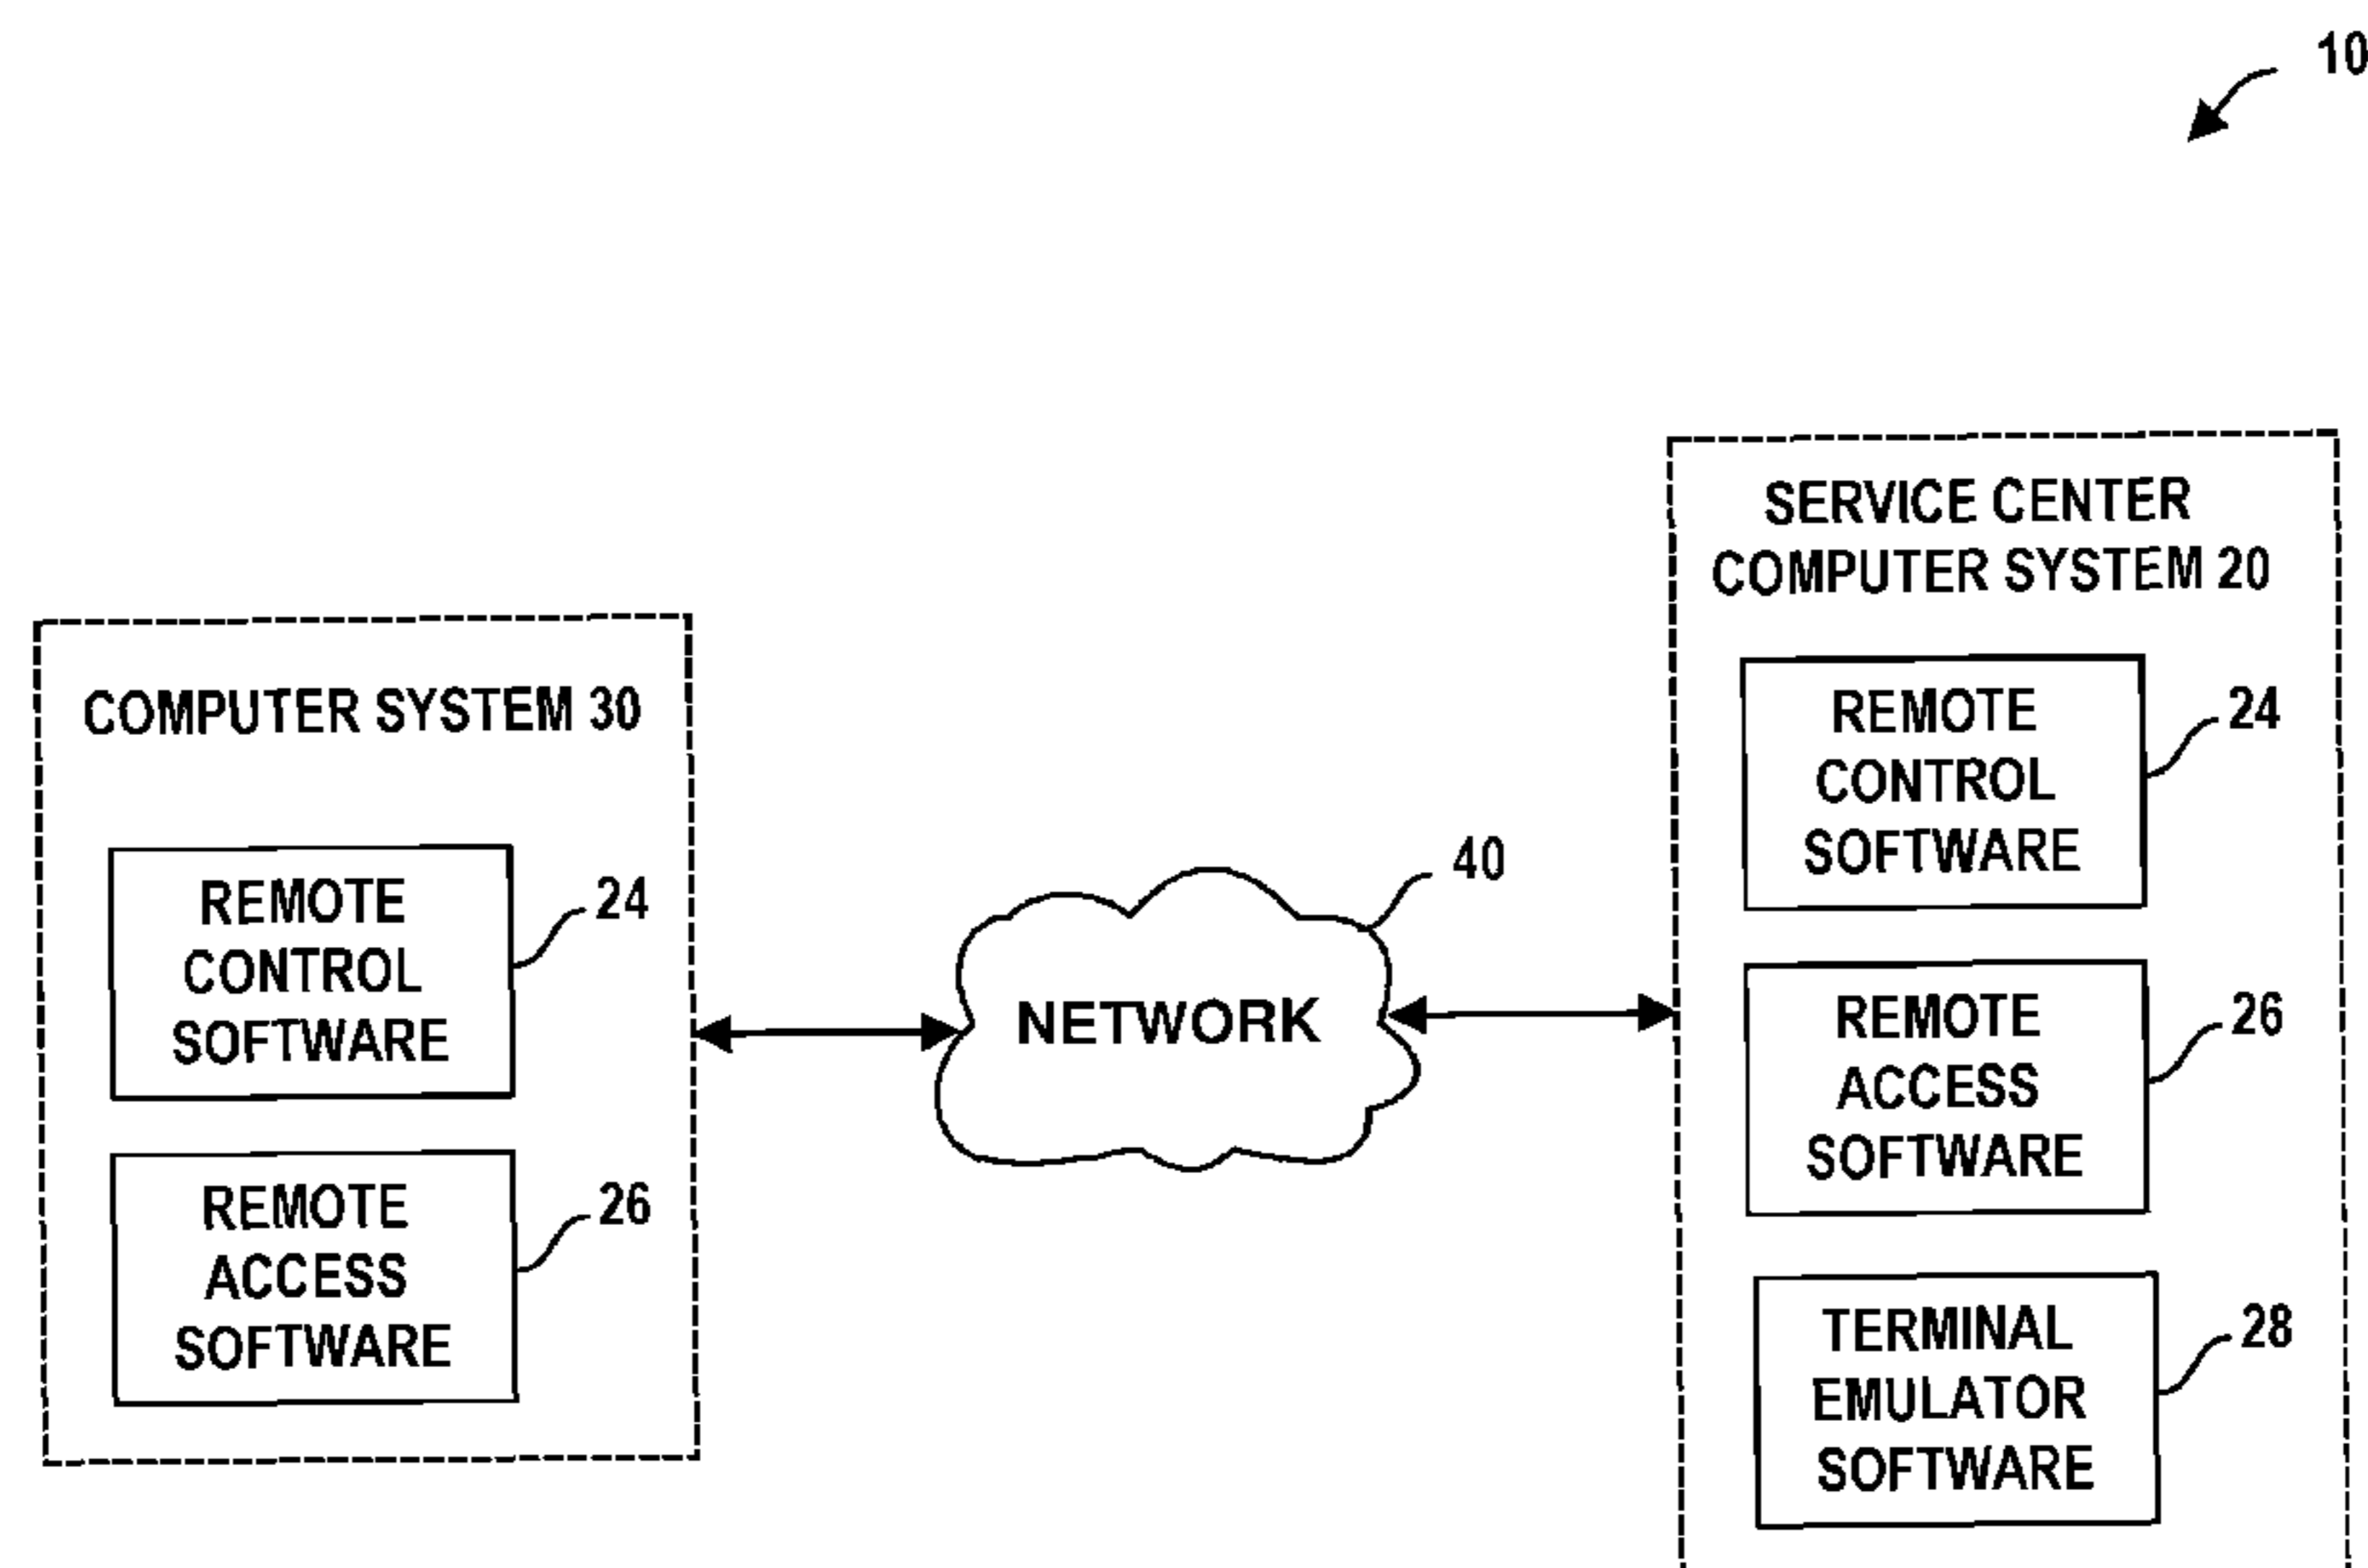 10
SERVICE CENTER
COMPUTER SYSTEM 20
REMOTE
CONTROL
SOFTWARE
24
REMOTE
ACCESS
SOFTWARE
26
TERMINAL
EMULATOR
SOFTWARE
28
COMPUTER SYSTEM 30
REMOTE
CONTROL
SOFTWARE
24
REMOTE
ACCESS
SOFTWARE
26
40
NETWORK